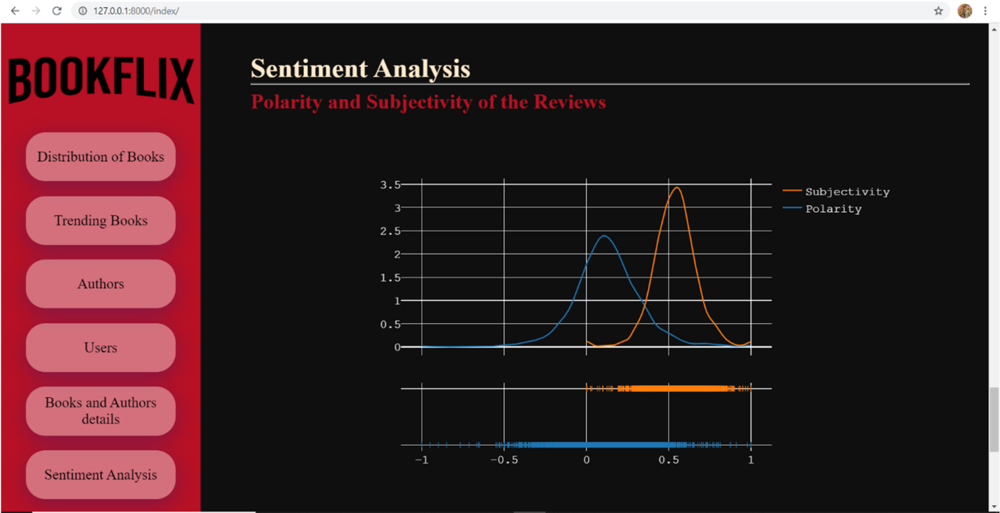 127.0.0.1:8000/index/
BOOKFLIX
Distribution of Books
Trending Books
Authors
Users
Books and Authors
details
Sentiment Analysis
Sentiment Analysis
Polarity and Subjectivity of the Reviews
3.5
3
2.5
2
1.5
1
0.5
0
Subjectivity
Polarity
−1
−0.5
0
0.5
1